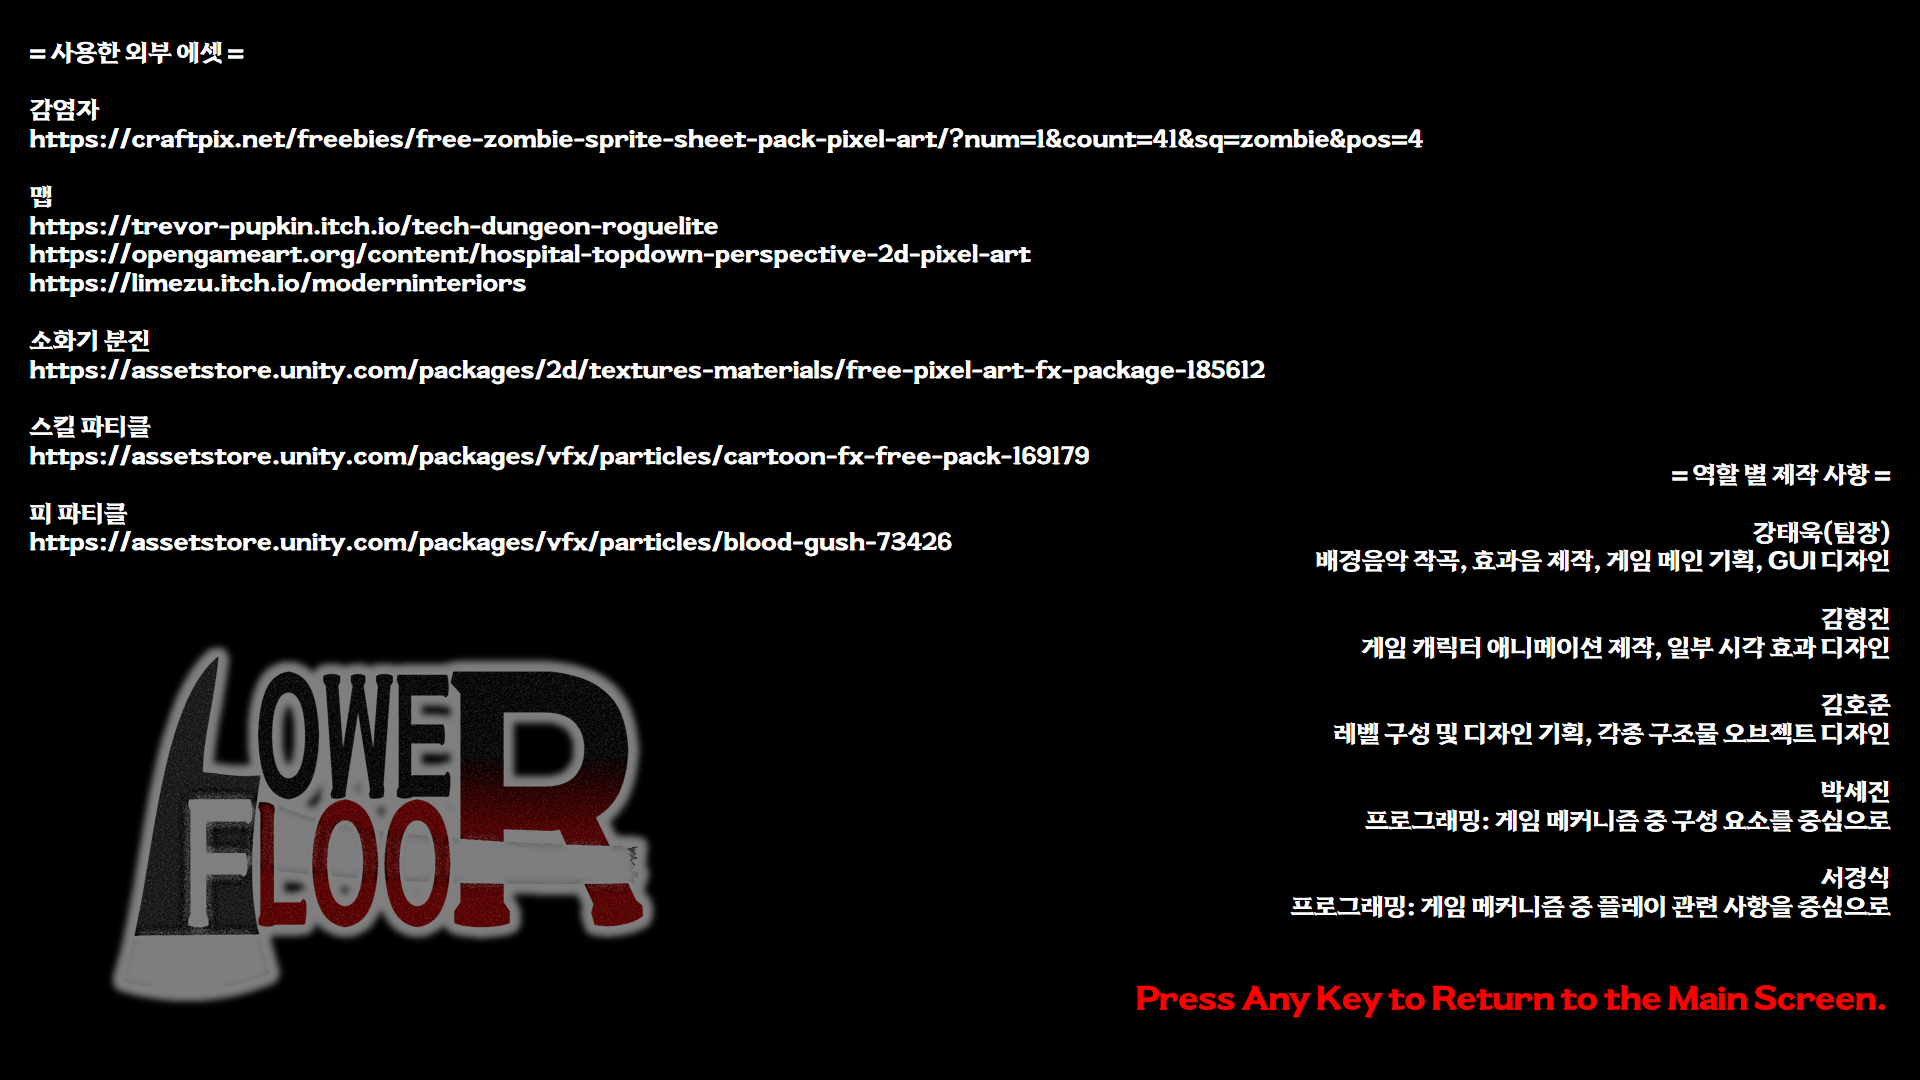 = 사용한 외부 에셋 =
감염자
https://craftpix.net/freebies/free-zombie-sprite-sheet-pack-pixel-art/?num=1&count=41&sq=zombie&pos=4
맵
https://trevor-pupkin.itch.io/tech-dungeon-roguelite
https://opengameart.org/content/hospital-topdown-perspective-2d-pixel-art
https://limezu.itch.io/moderninteriors
소화기 분진
https://assetstore.unity.com/packages/2d/textures-materials/free-pixel-art-fx-package-185612
스킬 파티클
https://assetstore.unity.com/packages/vfx/particles/cartoon-fx-free-pack-169179
피 파티클
https://assetstore.unity.com/packages/vfx/particles/blood-gush-73426
= 역할 별 제작 사항 =
강태욱(팀장)
배경음악 작곡, 효과음 제작, 게임 메인 기획, GUI 디자인
김형진
게임 캐릭터 애니메이션 제작, 일부 시각 효과 디자인
김호준
레벨 구성 및 디자인 기획, 각종 구조물 오브젝트 디자인
박세진
프로그래밍: 게임 메커니즘 중 구성 요소를 중심으로
서경식
프로그래밍: 게임 메커니즘 중 플레이 관련 사항을 중심으로
LOWER
FLOOR
Press Any Key to Return to the Main Screen.